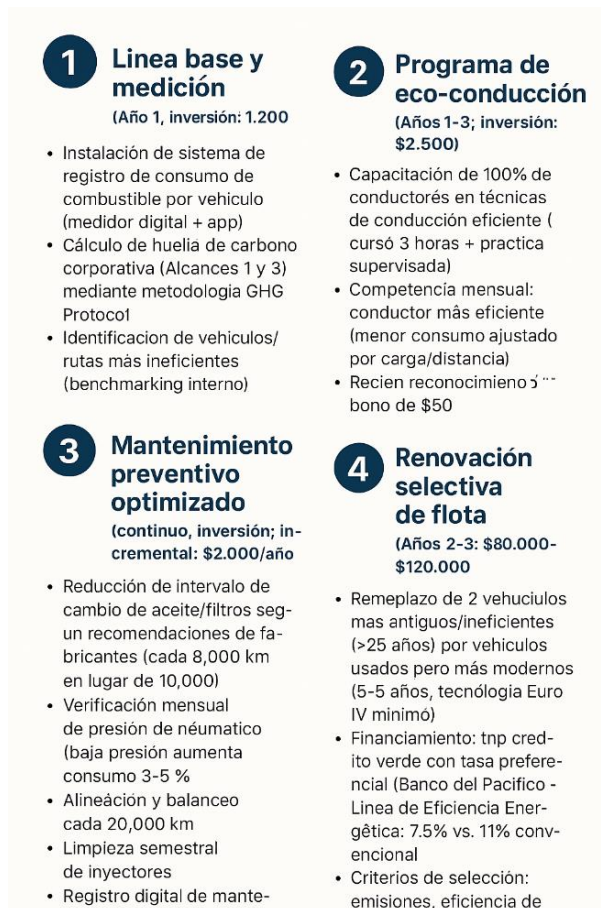 1
Linea base y
medición
(Año 1, inversión: 1.200
• Instalación de sistema de
registro de consumo de
combustible por vehiculo
(medidor digital + app)
• Cálculo de huelia de carbono
corporativa (Alcances 1 y 3)
mediante metodologia GHG
Protoco1
• Identificacion de vehiculos/
rutas màs ineficientes
(benchmarking interno)
2
Programa de
eco-conducción
(Años 1-3; inversión:
$2.500)
• Capacitación de 100% de
conductorés en técnicas
de conducción eficiente (
cursó 3 horas + practica
supervisada)
• Competencía mensual:
conductor mâs eficiente
(menor consumo ajustado
por carga/distancia)
• Recien reconocimieno
bono de $50
3
Mantenimiento
preventivo
optimizado
(continuo, inversión; in-
cremental: $2.000/año
• Reducción de intervalo de
cambio de aceite/filtros seg-
un recomendaciones de fa-
bricantes (cada 8,000 km
en lugar de 10,000)
• Verificación mensual
de presión de néumatico
(baja presión aumenta
consumo 3-5 %
• Alineáción y balanceo
cada 20,000 km
• Limpieza semestral
de inyectores
• Registro digital de mante-
4
Renovación
selectiva
de flota
(Años 2-3: $80.000-
$120.000
• Remeplazo de 2 vehuciulos
mas antiguos/ineficientes
(>25 años) por vehiculos
usados pero más modernos
(5-5 años, tecnólogia Euro
IV minimó)
• Financiamiento: tnp cred-
ito verde con tasa prefere-
ncial (Banco del Pacifico -
Linea de Eficiencia Ener-
gêtica: 7.5% vs. 11% conv-
encional
• Criterios de selección:
emisiones, eficiencia de